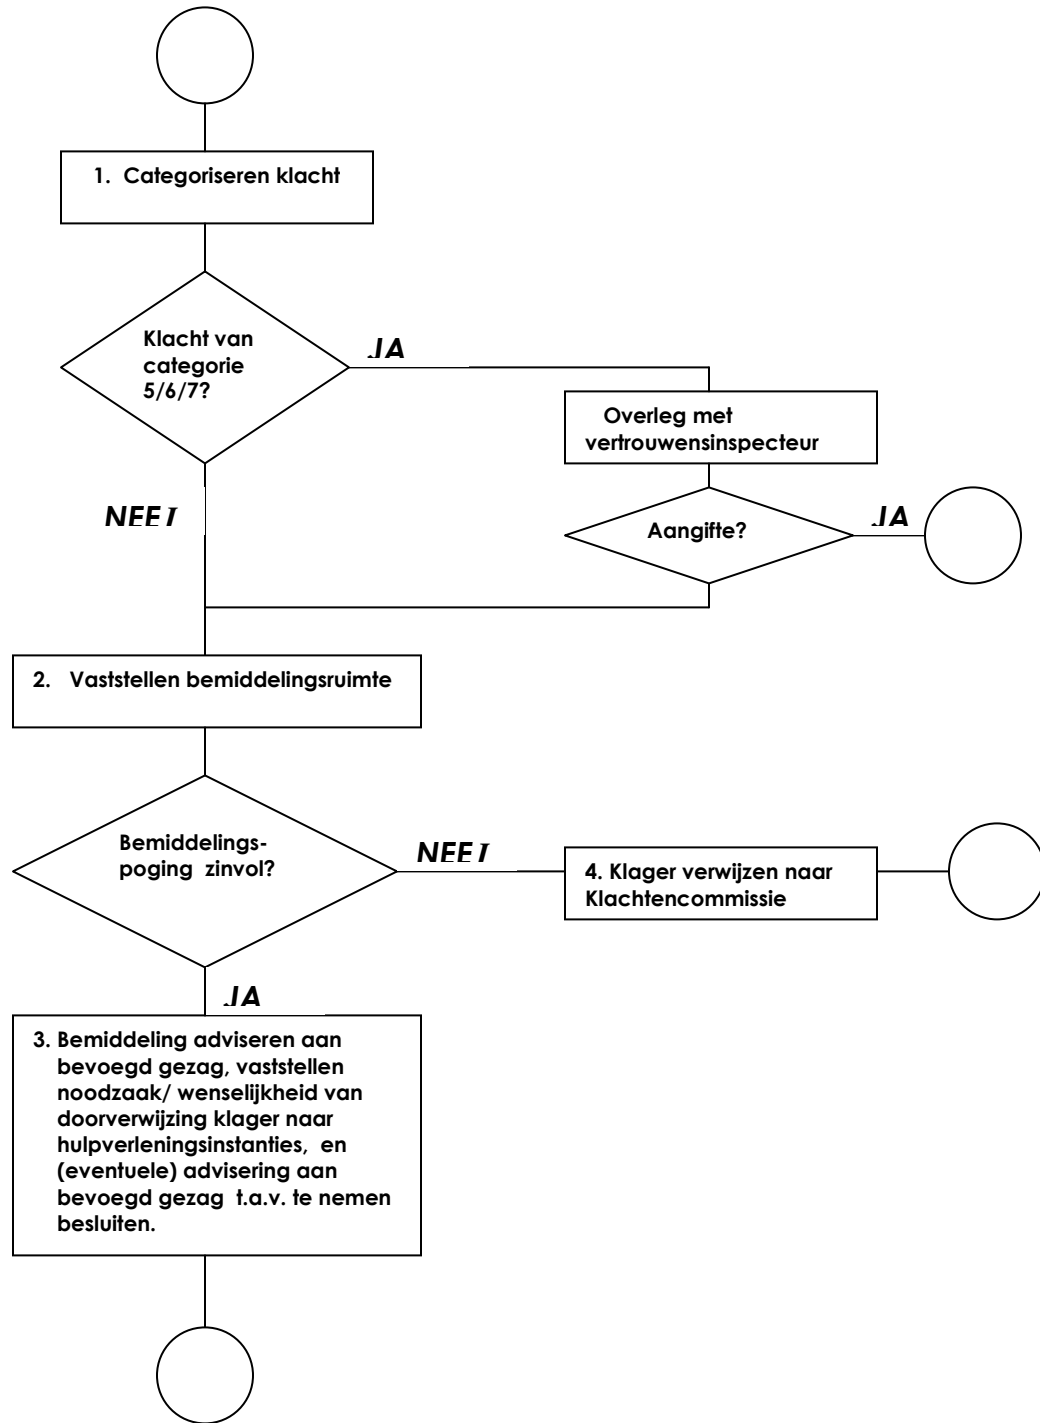 1. Categoriseren klacht
Klacht van
categorie
5/6/7?
JA
Overleg met
vertrouwensinspecteur
NEE
Aangifte?
JA
2. Vaststellen bemiddelingsruimte
Bemiddelings-
poging zinvol?
NEE
4. Klager verwijzen naar
Klachtencommissie
JA
3. Bemiddeling adviseren aan
bevoegd gezag, vaststellen
noodzaak/ wenselijkheid van
doorverwijzing klager naar
hulpverleningsinstanties, en
(eventuele) advisering aan
bevoegd gezag t.a.v. te nemen
besluiten.